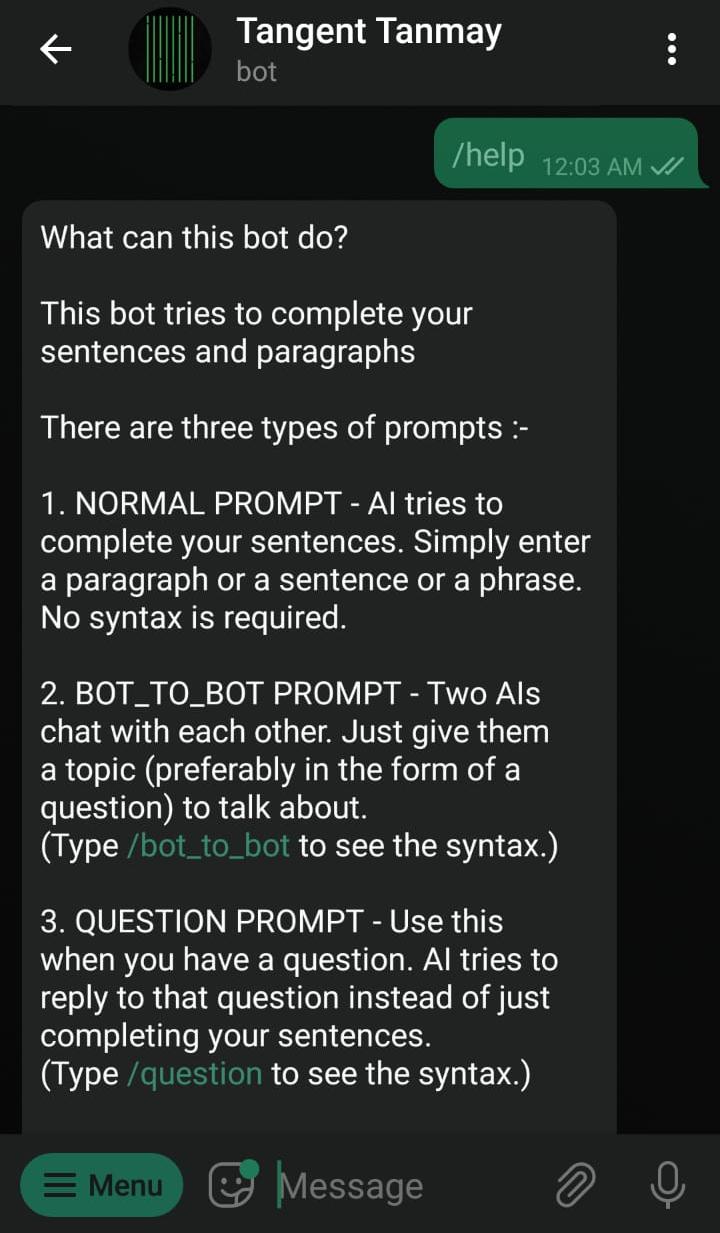 Tangent Tanmay
bot
/help 12:03 AM
What can this bot do?
This bot tries to complete your
sentences and paragraphs
There are three types of prompts :-
1. NORMAL PROMPT - AI tries to
complete your sentences. Simply enter
a paragraph or a sentence or a phrase.
No syntax is required.
2. BOT_TO_BOT PROMPT - Two AIs
chat with each other. Just give them
a topic (preferably in the form of a
question) to talk about.
(Type /bot_to_bot to see the syntax.)
3. QUESTION PROMPT - Use this
when you have a question. AI tries to
reply to that question instead of just
completing your sentences.
(Type /question to see the syntax.)
Menu Message